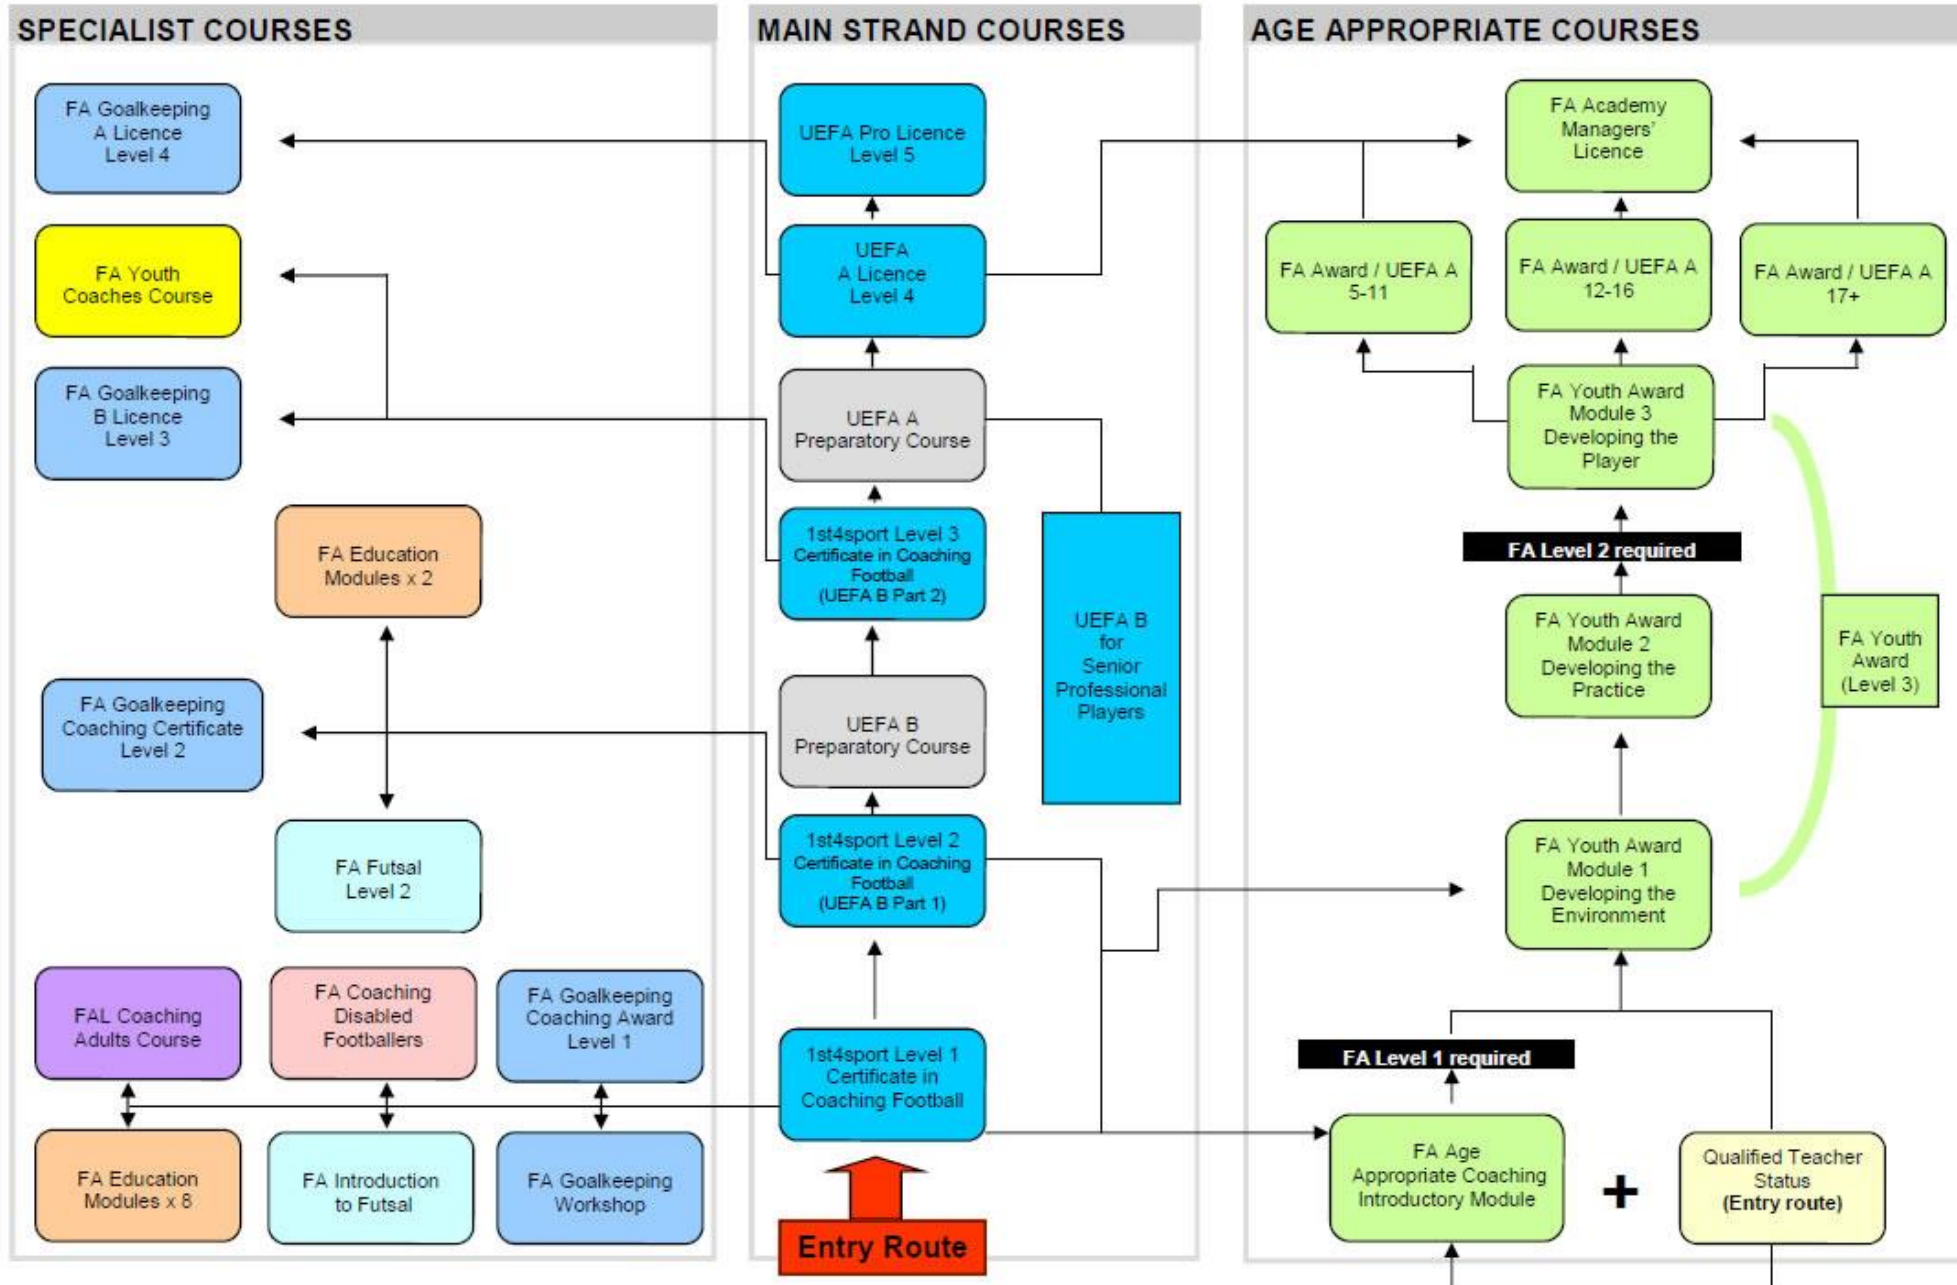 SPECIALIST COURSES
FA Goalkeeping
A Licence
Level 4
FA Youth
Coaches Course
FA Goalkeeping
B Licence
Level 3
FA Education
Modules x 2
FA Goalkeeping
Coaching Certificate
Level 2
FA Futsal
Level 2
FAL Coaching
Adults Course
FA Coaching
Disabled
Footballers
FA Goalkeeping
Coaching Award
Level 1
FA Education
Modules x 8
FA Introduction
to Futsal
FA Goalkeeping
Workshop
MAIN STRAND COURSES
UEFA Pro Licence
Level 5
UEFA
A Licence
Level 4
UEFA A
Preparatory Course
1st4sport Level 3
Certificate in Coaching
Football
(UEFA B Part 2)
UEFA B
for
Senior
Professional
Players
UEFA B
Preparatory Course
1st4sport Level 2
Certificate in Coaching
Football
(UEFA B Part 1)
1st4sport Level 1
Certificate in
Coaching Football
Entry Route
AGE APPROPRIATE COURSES
FA Academy
Managers'
Licence
FA Award / UEFA A
5-11
FA Award / UEFA A
12-16
FA Award / UEFA A
17+
FA Youth Award
Module 3
Developing the
Player
FA Level 2 required
FA Youth Award
Module 2
Developing the
Practice
FA Youth
Award
(Level 3)
FA Youth Award
Module 1
Developing the
Environment
FA Level 1 required
FA Age
Appropriate Coaching
Introductory Module
+
Qualified Teacher
Status
(Entry route)